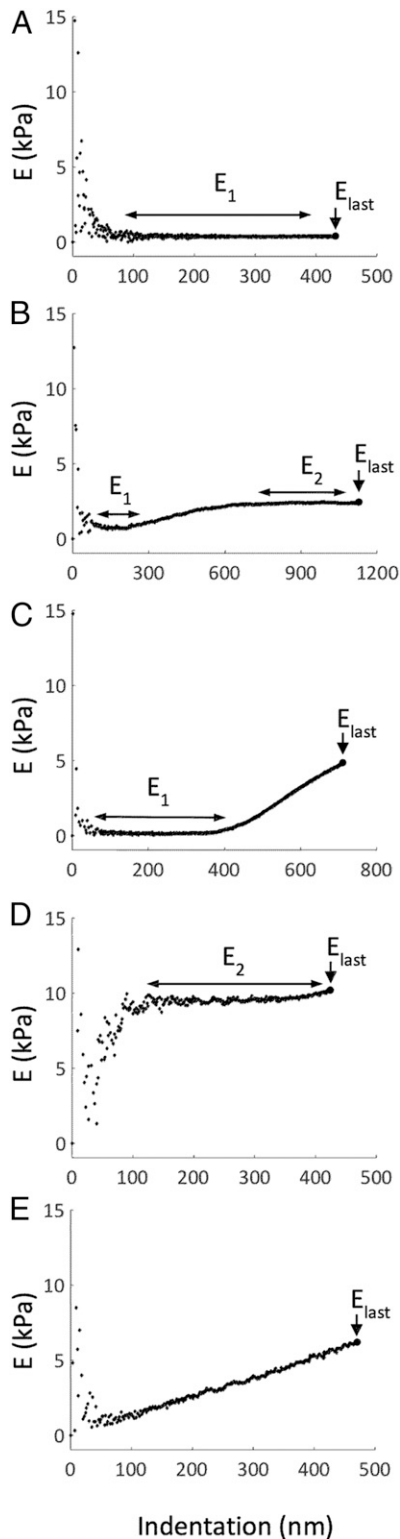 A
E (kPa)
15
10
5
0
E1
Elast
0 100 200 300 400 500
B
E (kPa)
15
10
5
0
E1
E2
Elast
0 300 600 900 1200
C
E (kPa)
15
10
5
0
E1
Elast
0 200 400 600 800
D
E (kPa)
15
10
5
0
E2
Elast
0 100 200 300 400 500
E
E (kPa)
15
10
5
0
Elast
0 100 200 300 400 500
Indentation (nm)